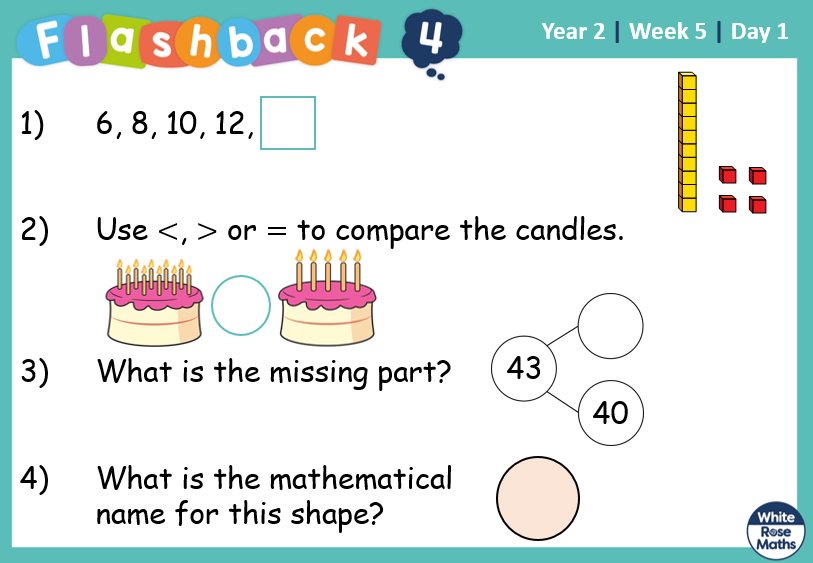 Flashback 4
Year 2 | Week 5 | Day 1
1) 6, 8, 10, 12,
2) Use <, > or = to compare the candles.
3) What is the missing part?
43
40
4) What is the mathematical
name for this shape?
White
Rose
Maths